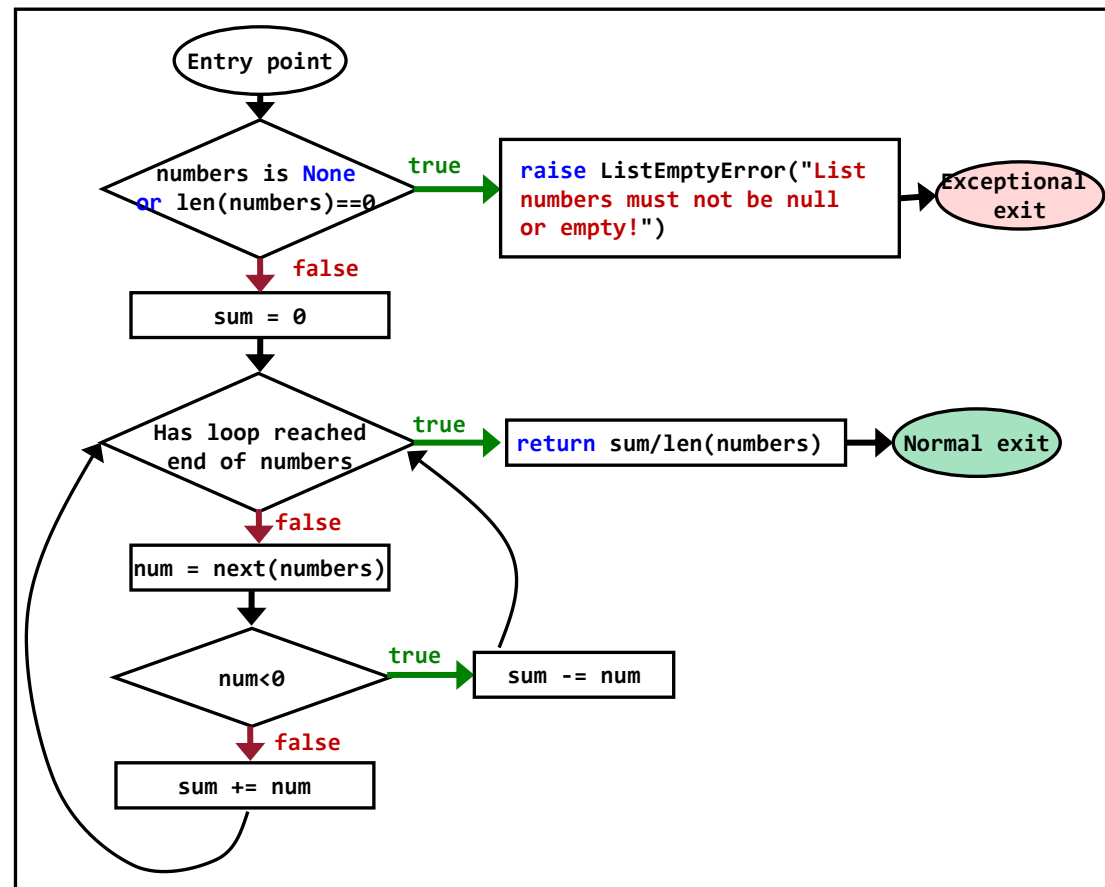 Entry point
numbers is None
or len(numbers)==0
true
raise ListEmptyError("List
numbers must not be null
or empty!")
Exceptional
exit
false
sum = 0
Has loop reached
end of numbers
true
return sum/len(numbers)
Normal exit
false
num = next(numbers)
num<0
true
sum -= num
false
sum += num